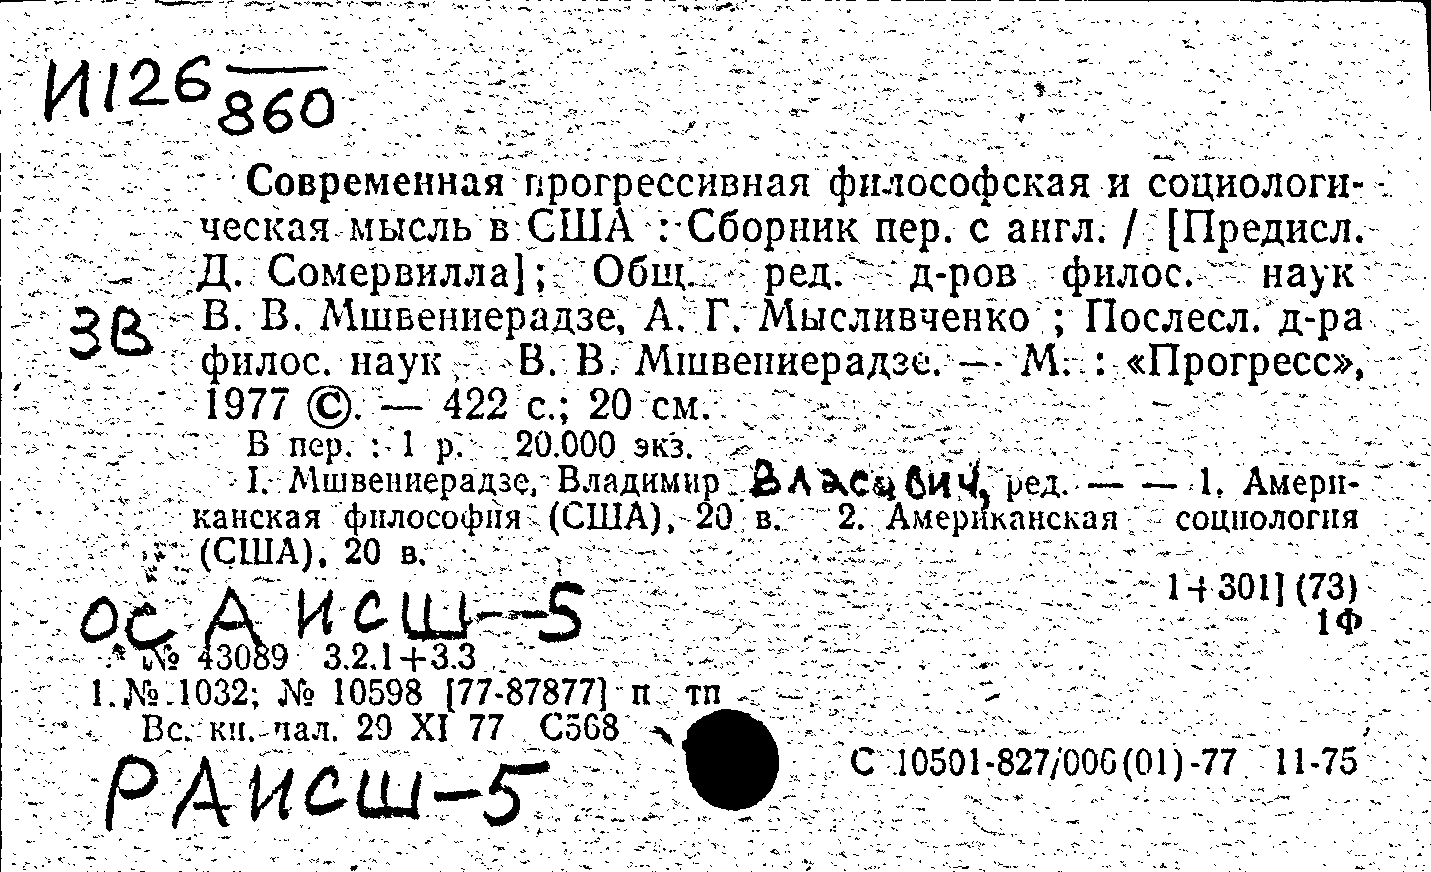 И126 860
Современная прогрессивная философская и социологи-
ческая мысль в США : Сборник пер. с англ. / [Предисл.
Д. Сомервилла]; Общ. ред. д-ров филос. наук
В. В. Мшвениерадзе, А. Г. Мысливченко ; Послесл. д-ра
3В
филос. наук В. В. Мшвениерадзе. — М. : «Прогресс»,
1977 ©. — 422 с.; 20 см.
В пер. : 1 р. 20.000 экз.
I. Мшвениерадзе, Владимир Власович, ред. — — 1. Амери-
канская философия (США), 20 в. 2. Американская социология
(США), 20 в.
1+301] (73)
1Ф
ос А ИСШ-5
№ 43089 3.2.1+3.3
1.№ 1032; № 10598 [77-87877] п тп
Вс. кн. пал. 29 XI 77 С568
С 10501-827/006(01)-77 11-75
РАИСШ-5